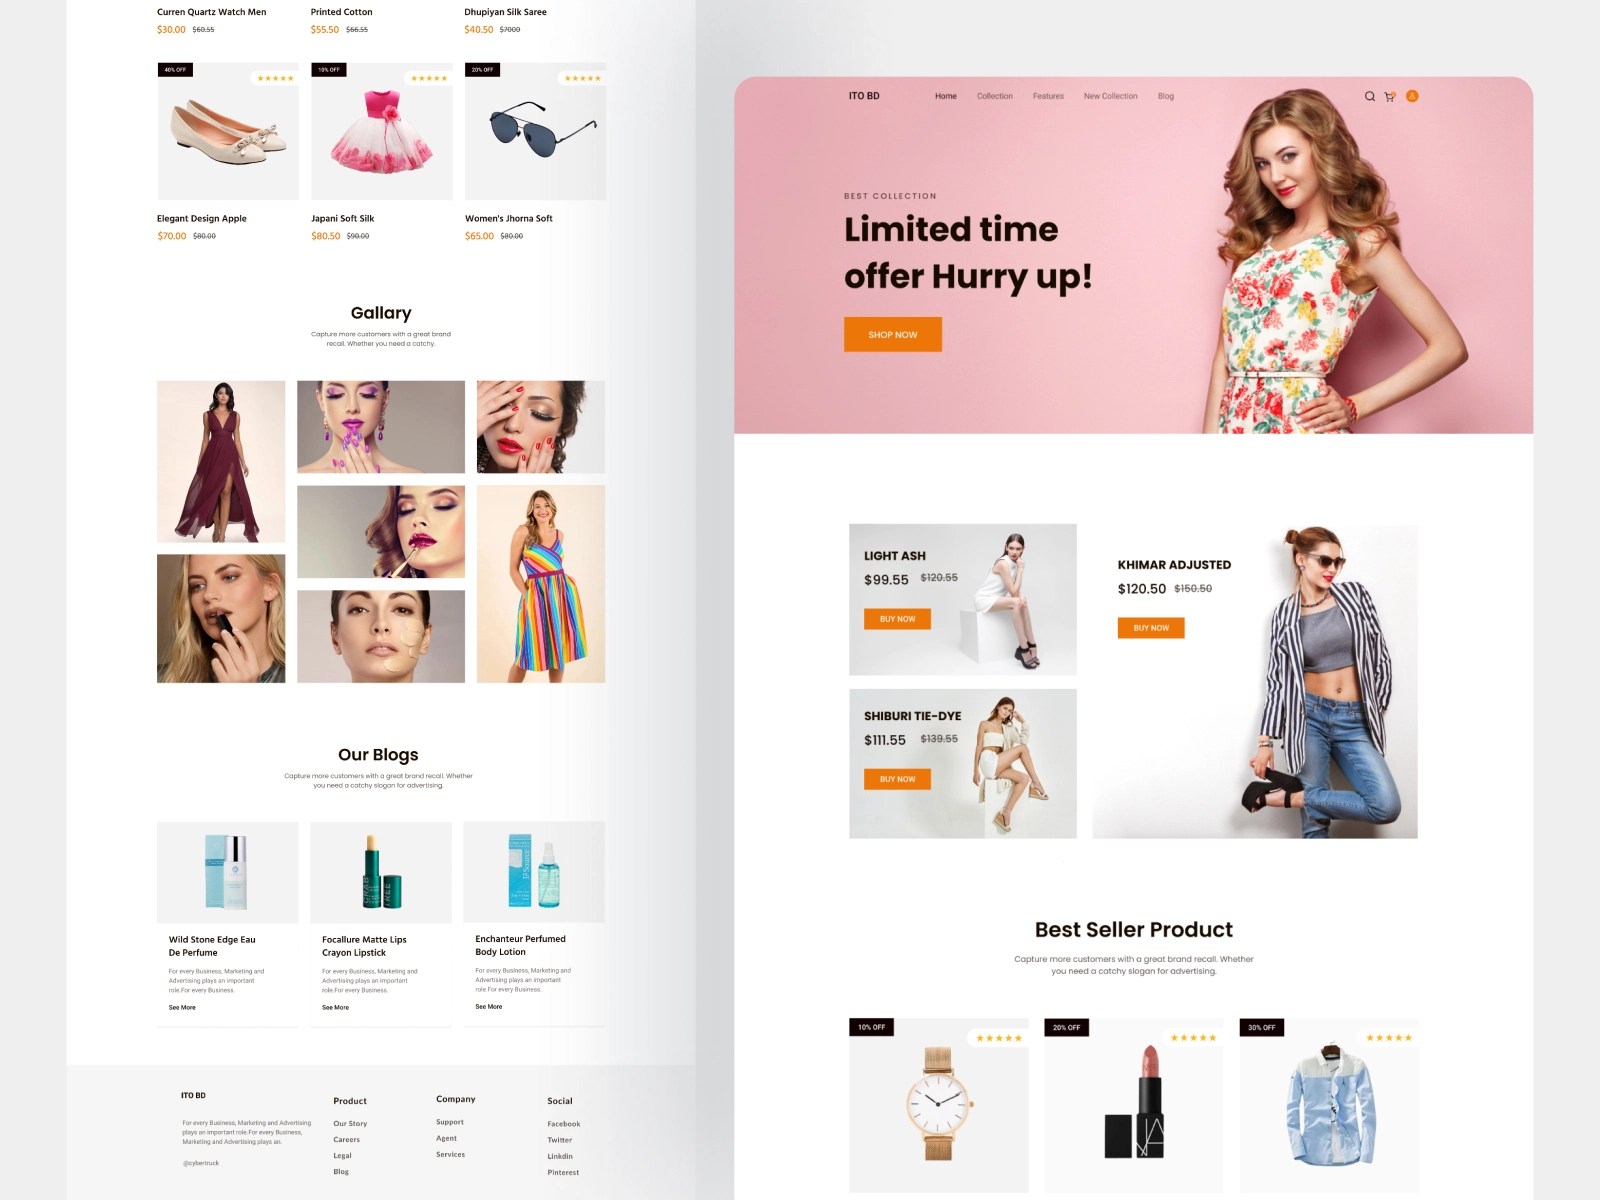 Curren Quartz Watch Men
$30.00 $60.55
Printed Cotton
$55.50 $66.55
Dhupiyan Silk Saree
$40.50 $7000
40% OFF
10% OFF
20% OFF
Elegant Design Apple
$70.00 $80.00
Japani Soft Silk
$80.50 $90.00
Women's Jhorna Soft
$65.00 $80.00
Gallary
Capture more customers with a great brand
recall. Whether you need a catchy.
Our Blogs
Capture more customers with a great brand recall. Whether
you need a catchy slogan for advertising.
Wild Stone Edge Eau
De Perfume
For every Business, Marketing and
Advertising plays an important
role.For every Business.
See More
Focallure Matte Lips
Crayon Lipstick
For every Business, Marketing and
Advertising plays an important
role.For every Business.
See More
Enchanteur Perfumed
Body Lotion
For every Business, Marketing and
Advertising plays an important
role.For every Business.
See More
ITO BD
For every Business, Marketing and Advertising
plays an important role.For every Business,
Marketing and Advertising plays an.
@cybertruck
Product
Our Story
Careers
Legal
Blog
Company
Support
Agent
Services
Social
Facebook
Twitter
Linkdin
Pinterest
ITO BD
Home
Collection
Features
New Collection
Blog
BEST COLLECTION
Limited time
offer Hurry up!
SHOP NOW
LIGHT ASH
$99.55 $120.55
BUY NOW
SHIBURI TIE-DYE
$111.55 $139.55
BUY NOW
KHIMAR ADJUSTED
$120.50 $150.50
BUY NOW
Best Seller Product
Capture more customers with a great brand recall. Whether
you need a catchy slogan for advertising.
10% OFF
20% OFF
30% OFF